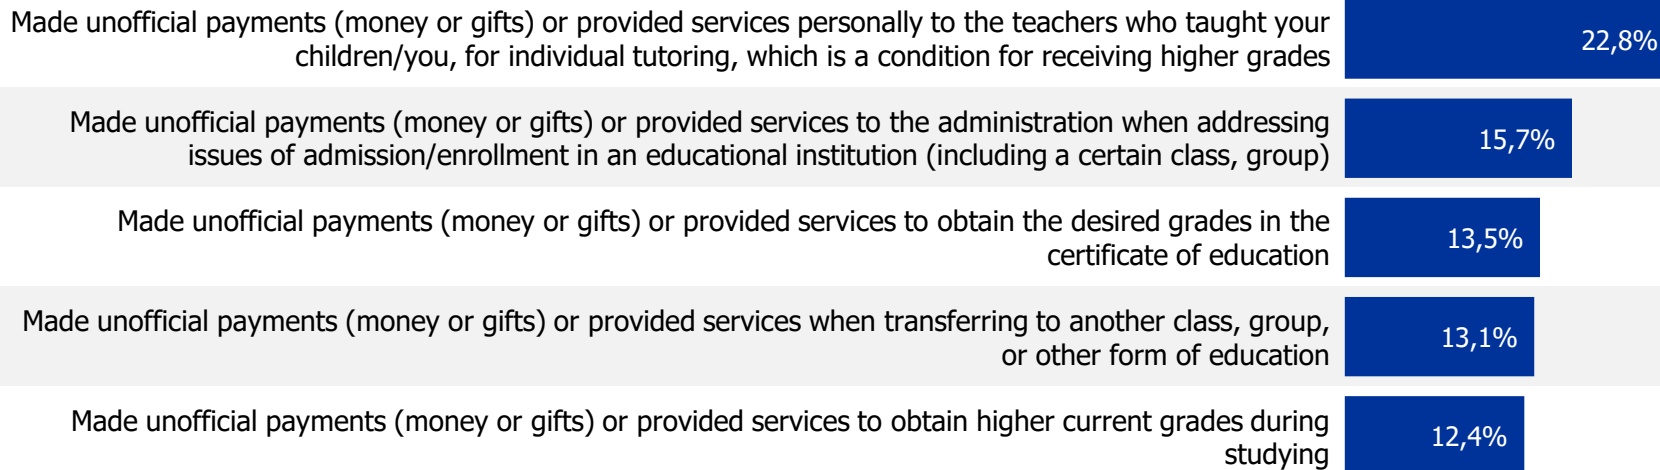 Made unofficial payments (money or gifts) or provided services personally to the teachers who taught your
children/you, for individual tutoring, which is a condition for receiving higher grades
22,8%
Made unofficial payments (money or gifts) or provided services to the administration when addressing
issues of admission/enrollment in an educational institution (including a certain class, group)
15,7%
Made unofficial payments (money or gifts) or provided services to obtain the desired grades in the
certificate of education
13,5%
Made unofficial payments (money or gifts) or provided services when transferring to another class, group,
or other form of education
13,1%
Made unofficial payments (money or gifts) or provided services to obtain higher current grades during
studying
12,4%